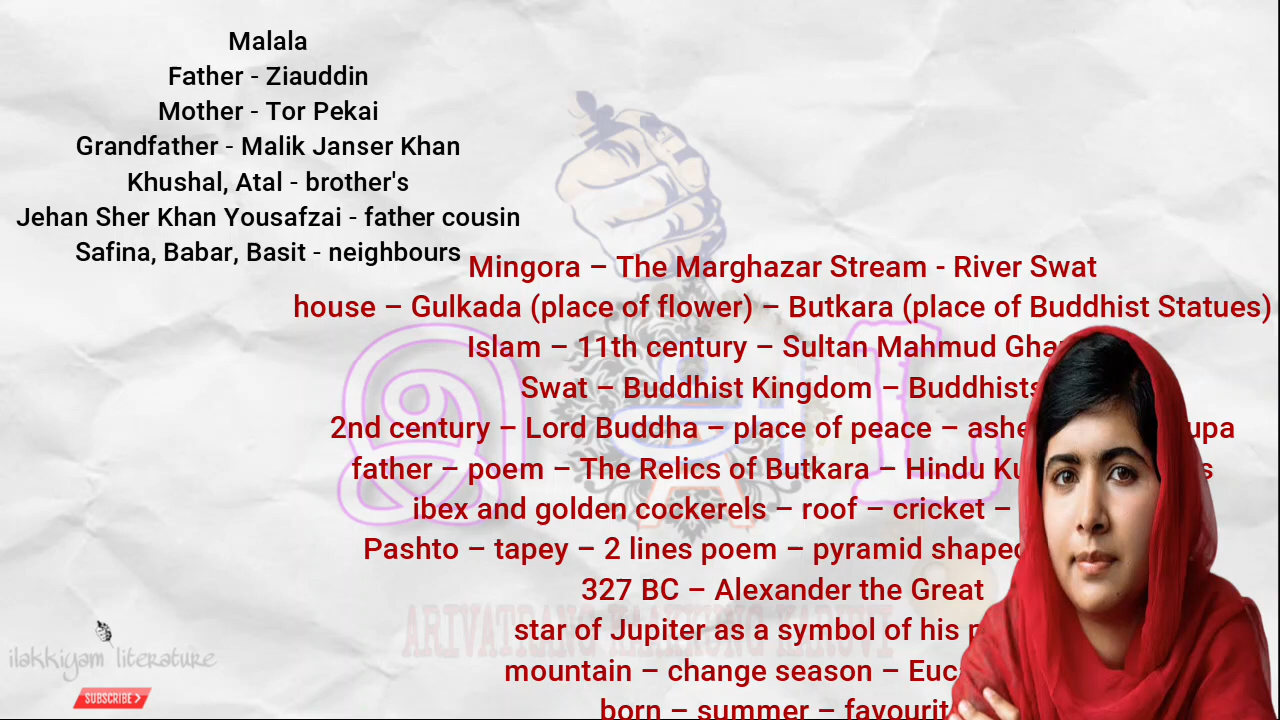 Malala
Father - Ziauddin
Mother - Tor Pekai
Grandfather - Malik Janser Khan
Khushal, Atal - brother's
Jehan Sher Khan Yousafzai - father cousin
Safina, Babar, Basit - neighbours
Mingora – The Marghazar Stream - River Swat
house – Gulkada (place of flower) – Butkara (place of Buddhist Statues)
Islam – 11th century – Sultan Mahmud
Swat – Buddhist Kingdom – Buddhists
2nd century – Lord Buddha – place of peace –
father – poem – The Relics of Butkara – Hindu
ibex and golden cockerels – roof – cricket –
Pashto – tapey – 2 lines poem – pyramid shaped
327 BC – Alexander the Great
star of Jupiter as a symbol of his
mountain – change season –
born – summer –
இ
ARIVATRANG KAAKKUNG KARUVI
ilakkiyam literature
SUBSCRIBE >